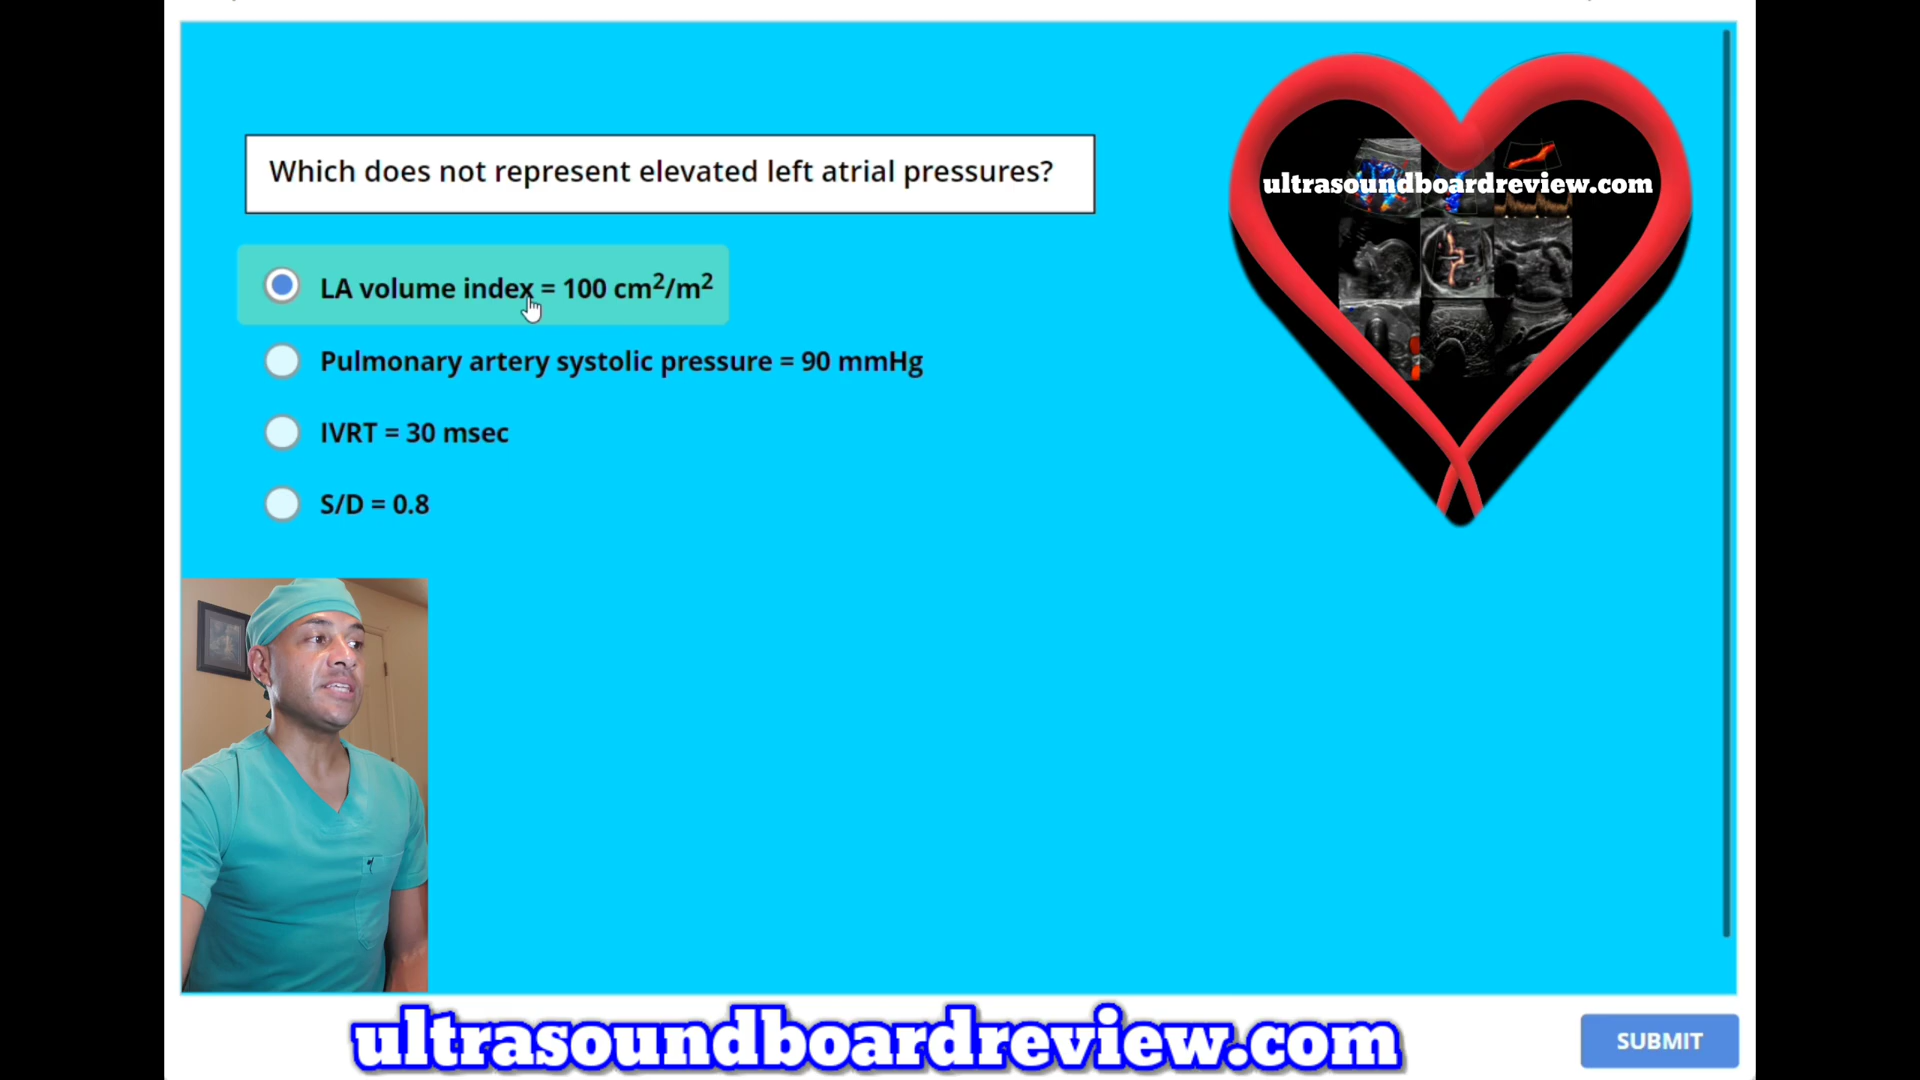 Which does not represent elevated left atrial pressures?
ultrasoundboardreview.com
LA volume index = 100 cm²/m²
Pulmonary artery systolic pressure = 90 mmHg
IVRT = 30 msec
S/D = 0.8
ultrasoundboardreview.com
SUBMIT